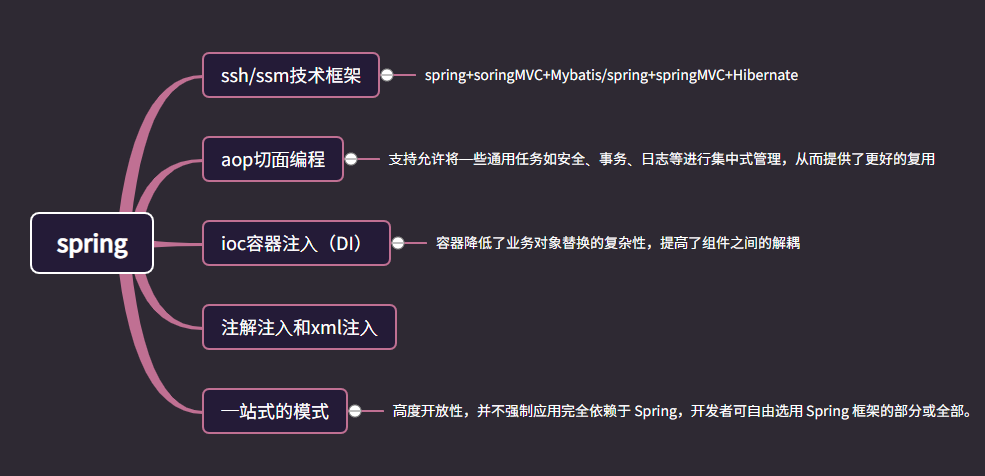 ssh/ssm技术框架
spring+soringMVC+Mybatis/spring+springMVC+Hibernate
aop切面编程
支持允许将一些通用任务如安全、事务、日志等进行集中式管理，从而提供了更好的复用
spring
ioc容器注入（DI）
容器降低了业务对象替换的复杂性，提高了组件之间的解耦
注解注入和xml注入
一站式的模式
高度开放性，并不强制应用完全依赖于 Spring，开发者可自由选用 Spring 框架的部分或全部。